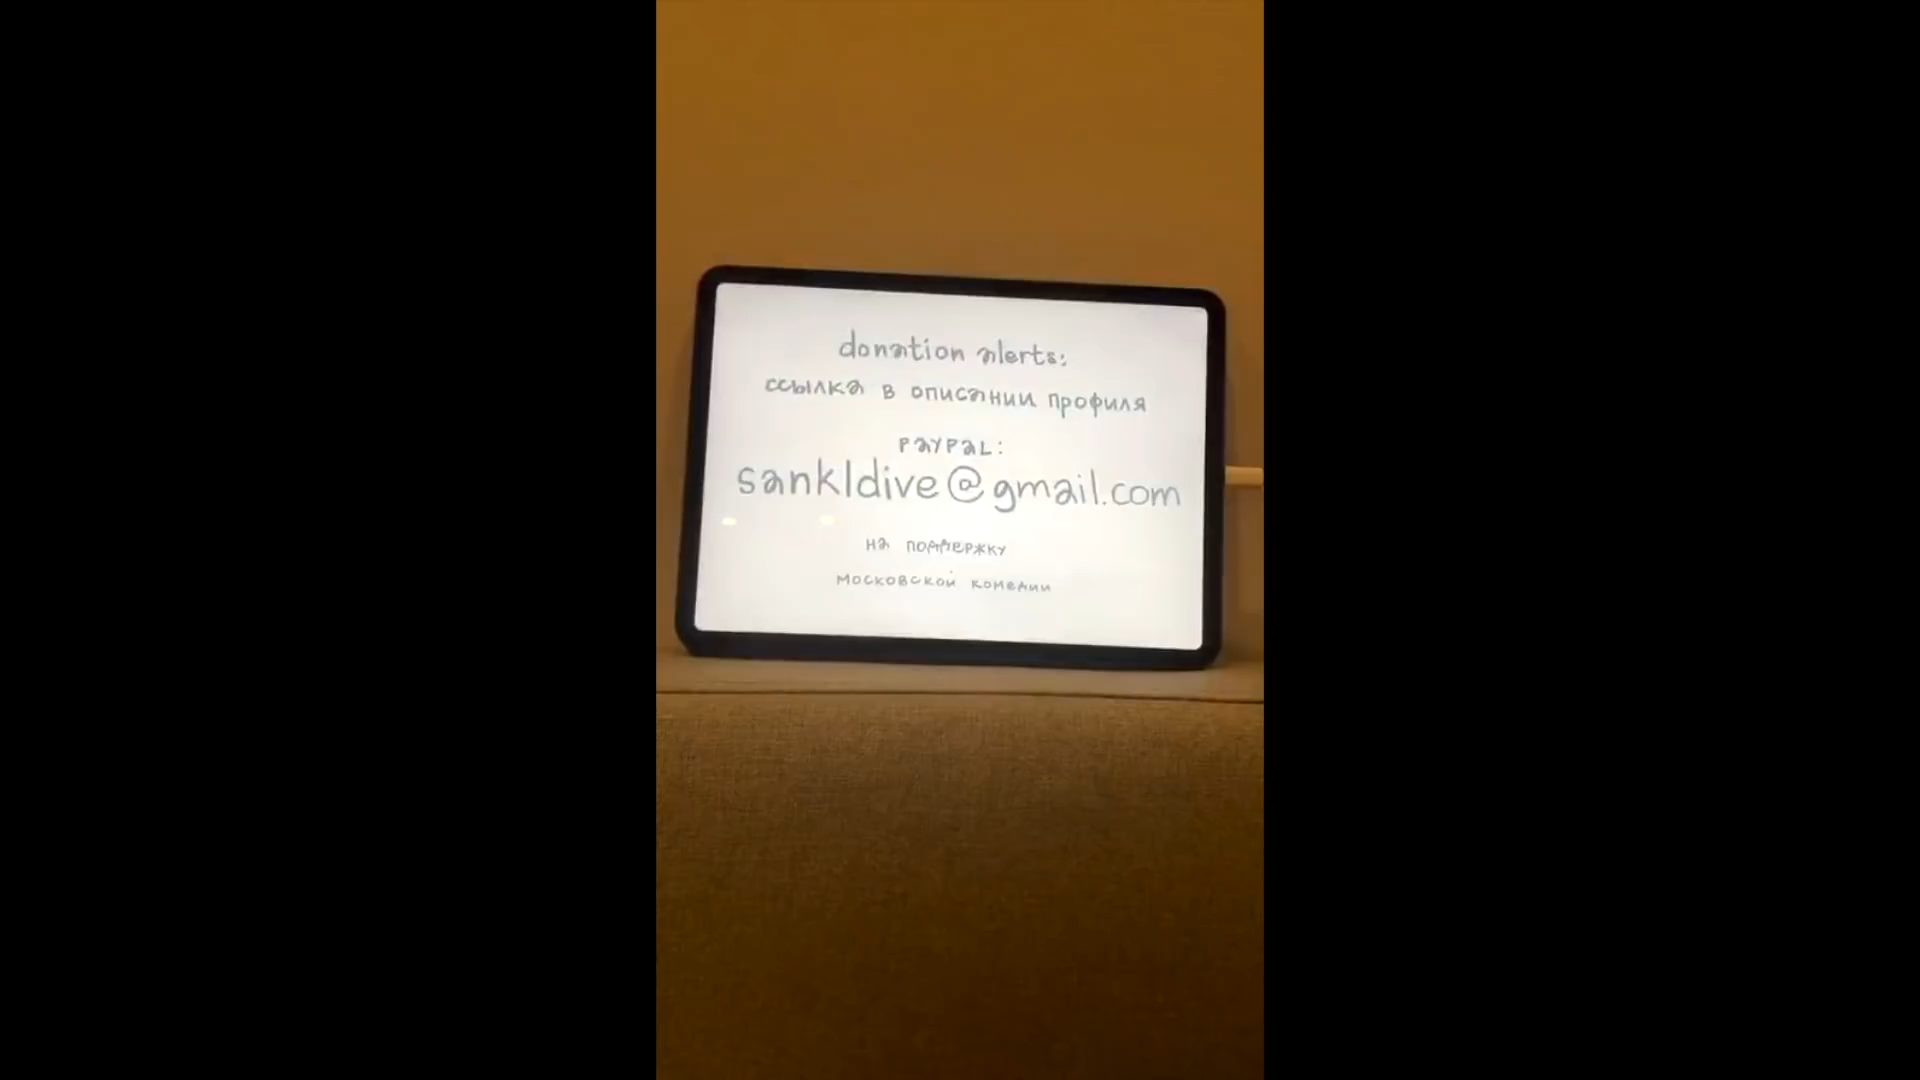 donation alerts:
ссылка в описании профиля
PAYPAL:
sankldive@gmail.com
на поддержку
московской комедии